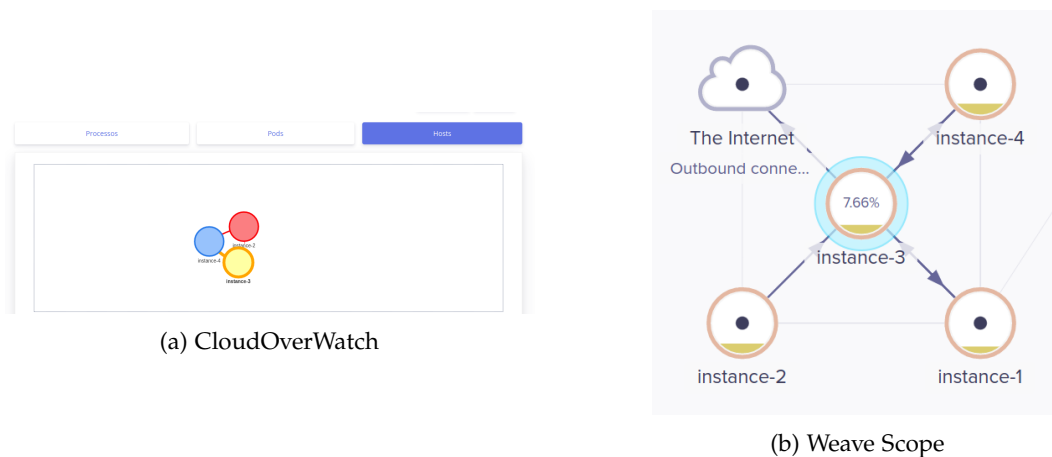 Processos
Pods
Hosts
instance-2
instance-4
instance-3
(a) CloudOverWatch
The Internet
Outbound conne...
instance-4
7.66%
instance-3
instance-2
instance-1
(b) Weave Scope